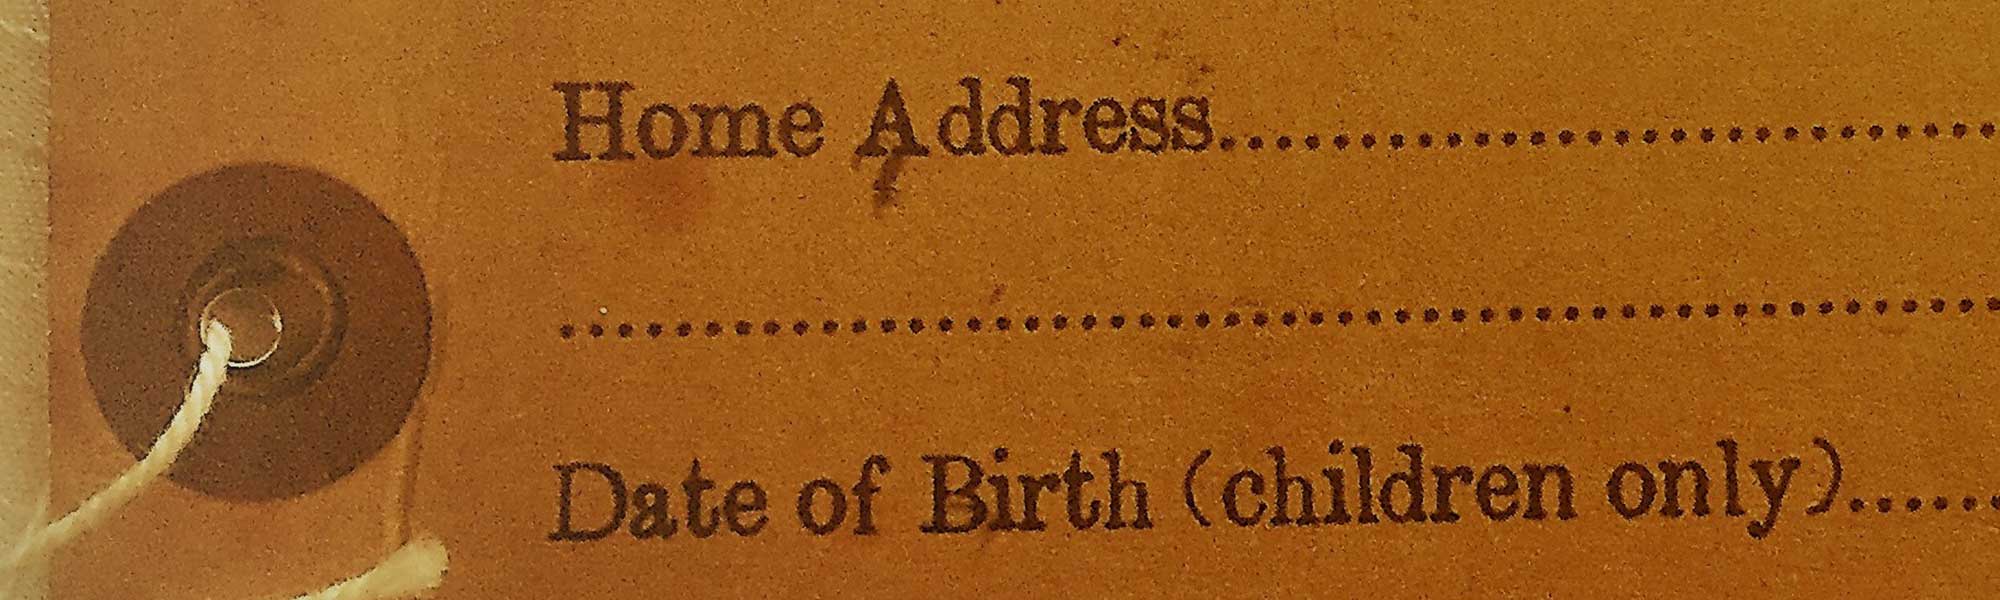 Home Address........................................
..................................................
Date of Birth (children only)......